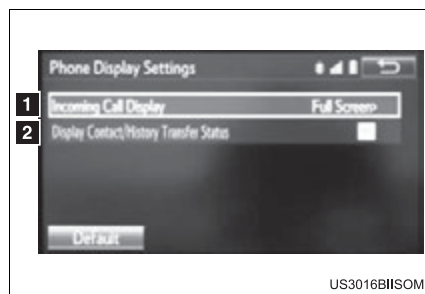 Phone Display Settings
1 Incoming Call Display Full Screen>
2 Display Contact/History Transfer Status
Default
US3016BIISOM